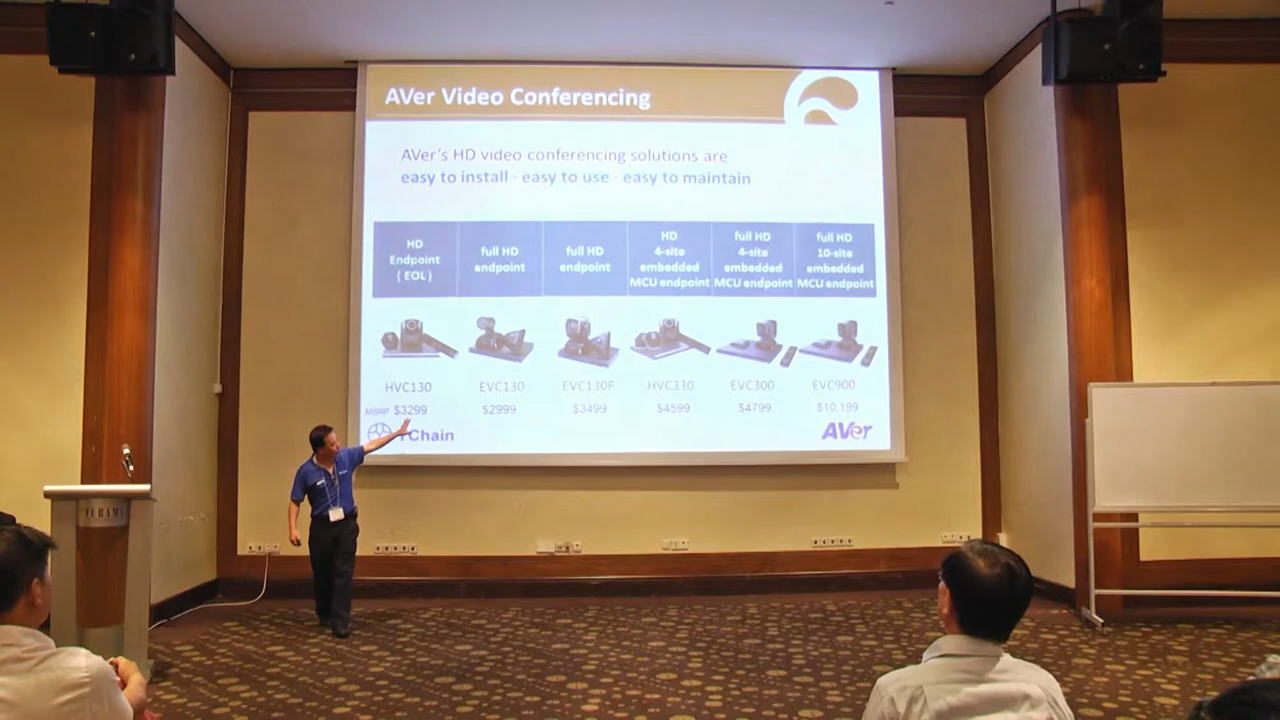 AVer Video Conferencing
AVer's HD video conferencing solutions are
easy to install · easy to use · easy to maintain
HD
Endpoint
( EOL)
full HD
endpoint
full HD
endpoint
HD
4-site
embedded
MCU endpoint
full HD
4-site
embedded
MCU endpoint
full HD
10-site
embedded
MCU endpoint
HVC130 EVC130 EVC130P HVC330 EVC300 EVC900
MSRP $3299 $2999 $3499 $4599 $4799 $10,199
Chain
AVer
FURAMA